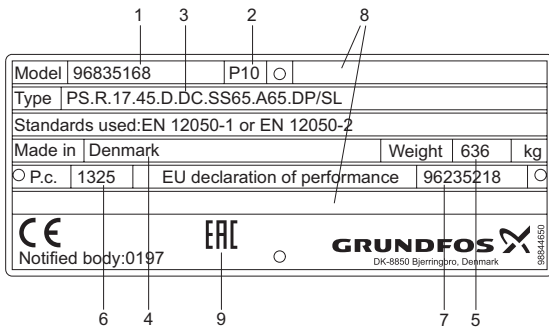 1 3 2 8
Model 96835168 P10
Type PS.R.17.45.D.DC.SS65.A65.DP/SL
Standards used:EN 12050-1 or EN 12050-2
Made in Denmark Weight 636 kg
P.c. 1325 EU declaration of performance 96235218
CE EAC GRUNDFOS
Notified body:0197 DK-8850 Bjerringbro, Denmark
98844650
6 4 9 7 5